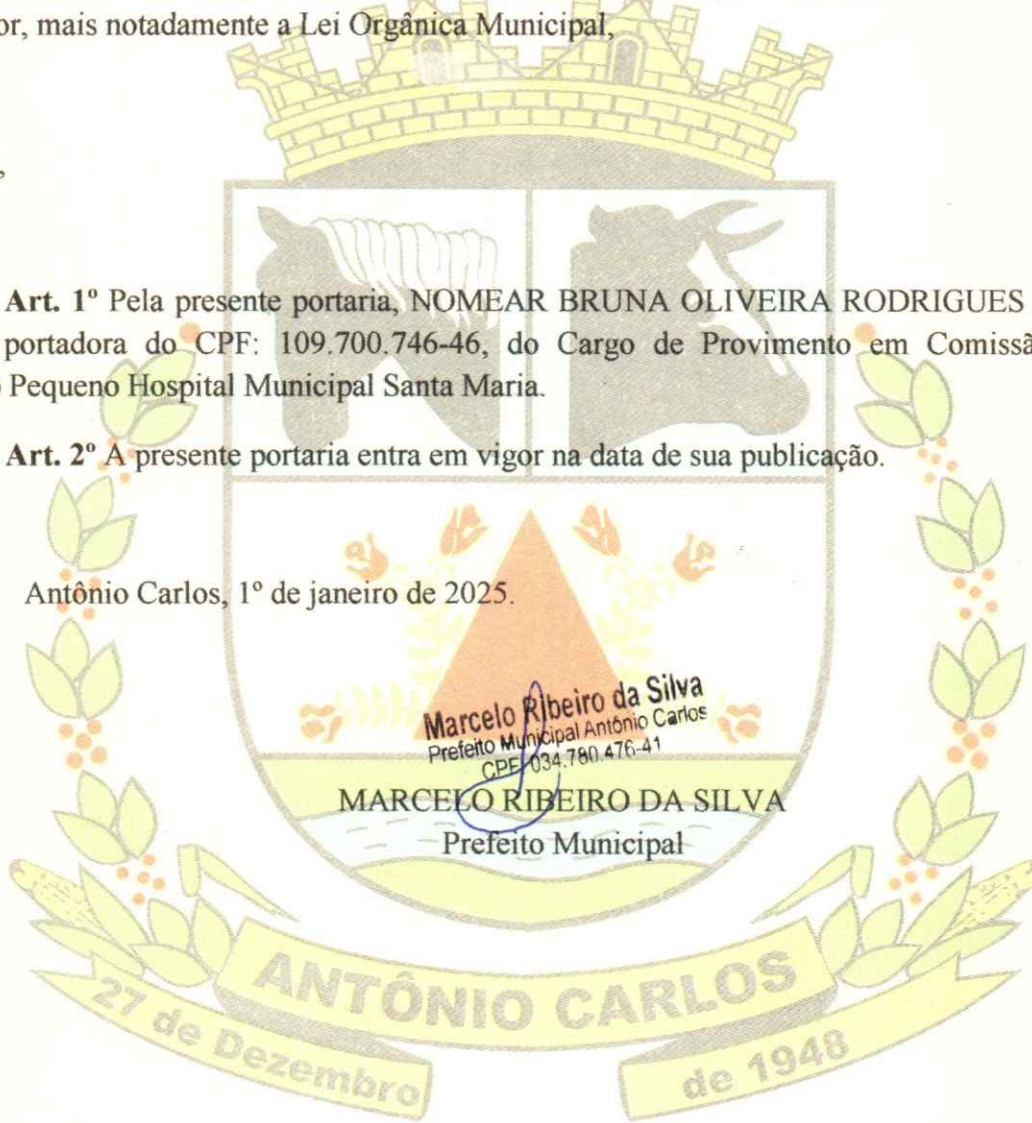 or, mais notadamente a Lei Orgânica Municipal,
,
Art. 1º Pela presente portaria, NOMEAR BRUNA OLIVEIRA RODRIGUES
portadora do CPF: 109.700.746-46, do Cargo de Provimento em Comissã
o Pequeno Hospital Municipal Santa Maria.
Art. 2º A presente portaria entra em vigor na data de sua publicação.
Antônio Carlos, 1º de janeiro de 2025.
Marcelo Ribeiro da Silva
Prefeito Municipal Antônio Carlos
CPF 034.780.476-41
MARCELO RIBEIRO DA SILVA
Prefeito Municipal
ANTÔNIO CARLOS
27 de Dezembro
de 1948